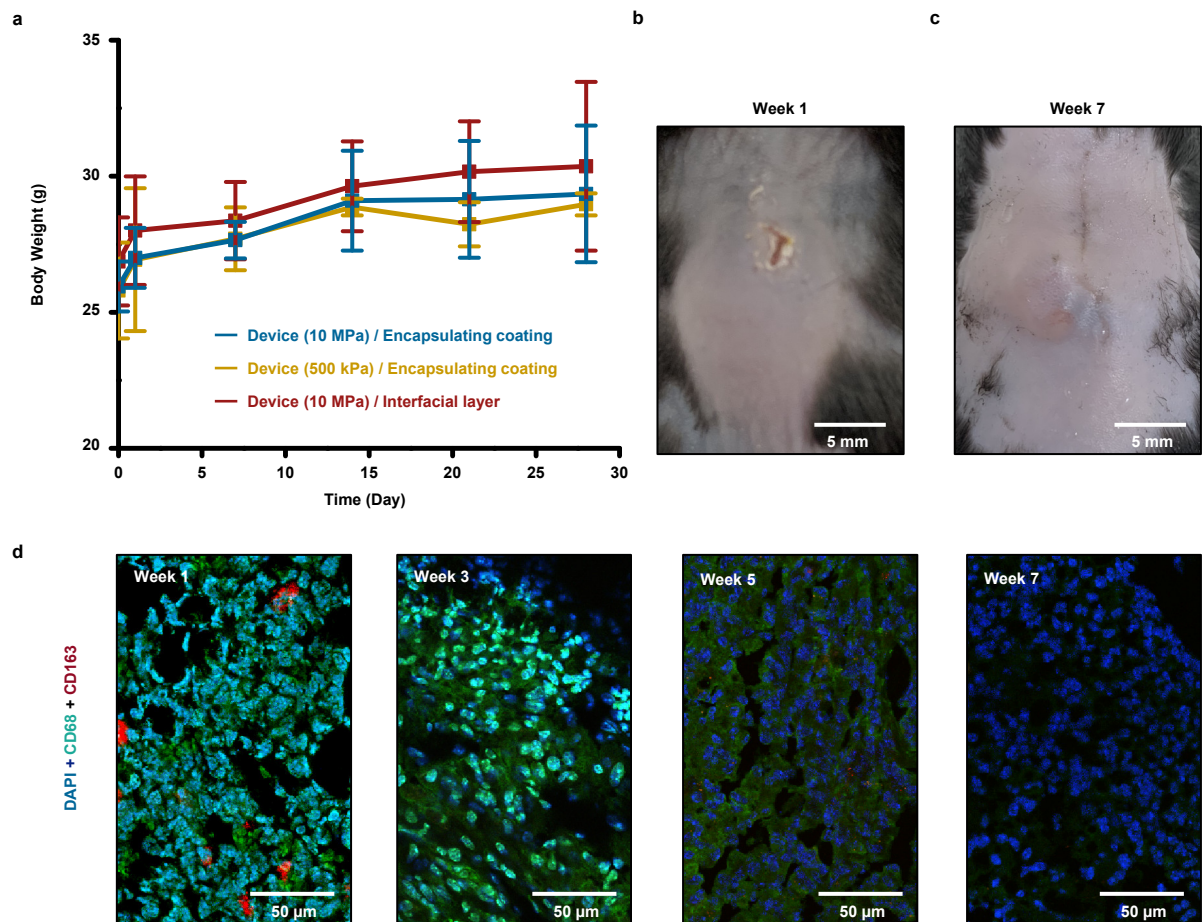 a
35
30
25
20
Body Weight (g)
Device (10 MPa) / Encapsulating coating
Device (500 kPa) / Encapsulating coating
Device (10 MPa) / Interfacial layer
0 5 10 15 20 25 30
Time (Day)
b
Week 1
5 mm
c
Week 7
5 mm
d
DAPI + CD68 + CD163
Week 1
50 µm
Week 3
50 µm
Week 5
50 µm
Week 7
50 µm